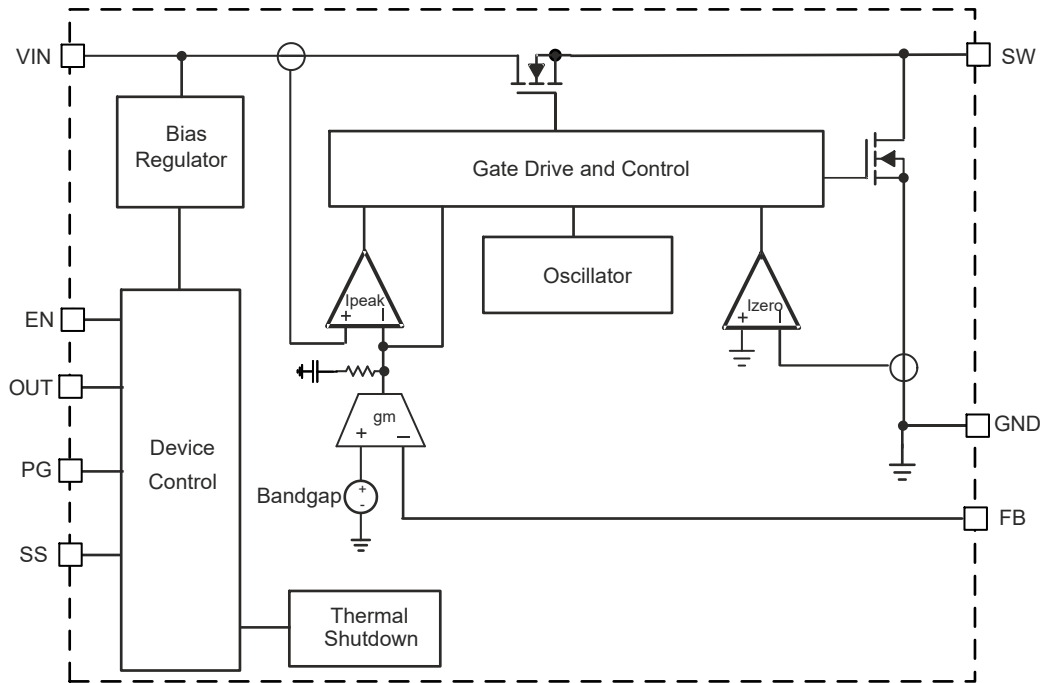 VIN
SW
Bias
Regulator
Gate Drive and Control
Oscillator
Ipeak
+ −
Izero
+ −
EN
OUT
PG
SS
Device
Control
gm
+ −
Bandgap
+
-
GND
FB
Thermal
Shutdown